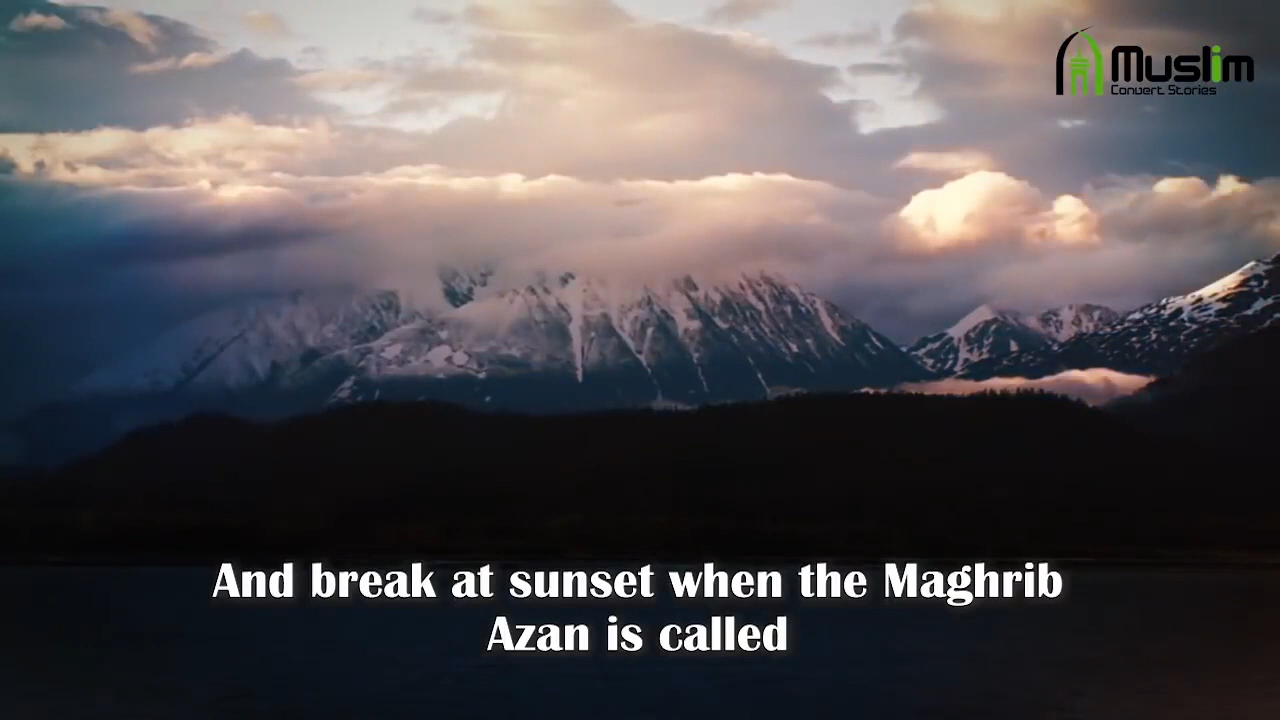 Muslim
Convert Stories
And break at sunset when the Maghrib
Azan is called